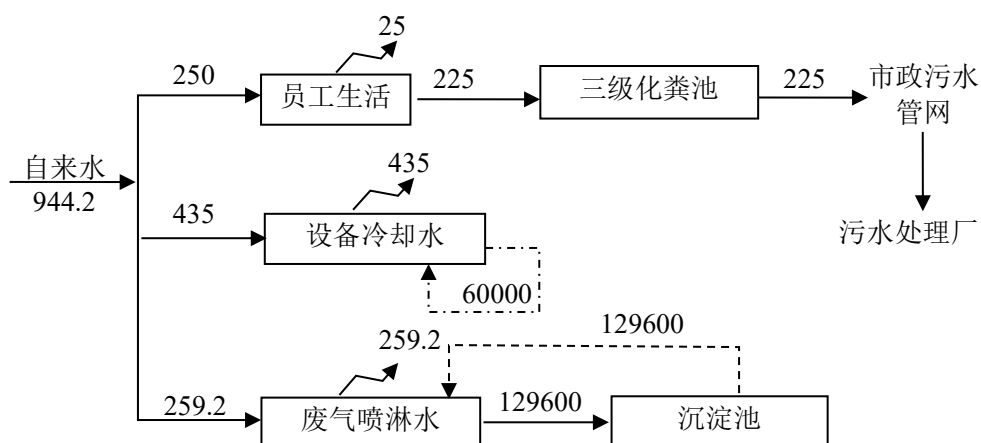 25
250
员工生活
225
三级化粪池
225
市政污水
管网
自来水
944.2
435
435
设备冷却水
污水处理厂
60000
259.2
129600
259.2
废气喷淋水
129600
沉淀池